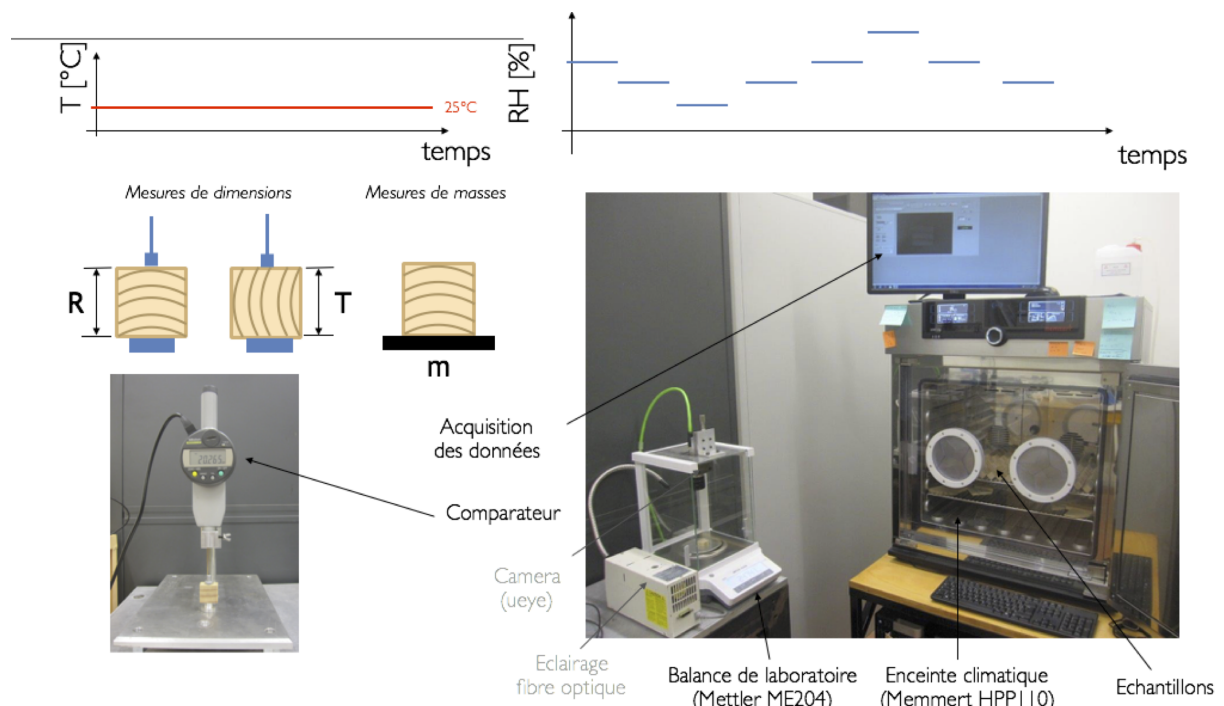 T [°C]
25°C
temps
RH [%]
temps
Mesures de dimensions
Mesures de masses
R
T
m
Acquisition
des données
Comparateur
Camera
(ueye)
Eclairage
fibre optique
Balance de laboratoire
(Mettler ME204)
Enceinte climatique
(Memmert HPP110)
Echantillons